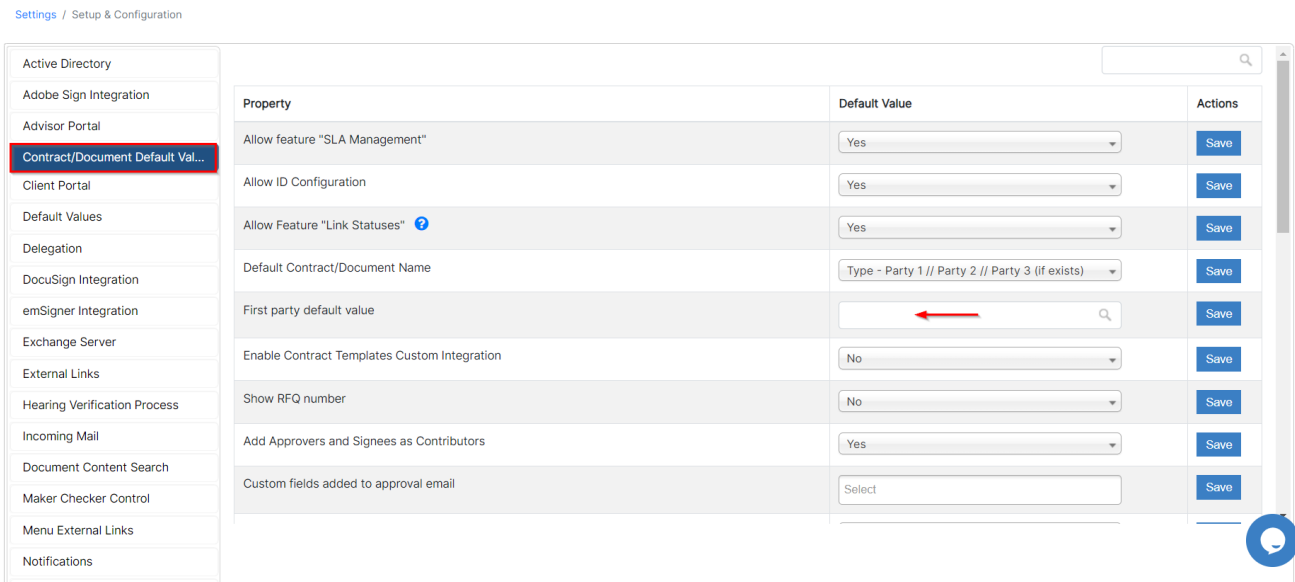 Settings / Setup & Configuration
Active Directory
Adobe Sign Integration
Advisor Portal
Contract/Document Default Val...
Client Portal
Default Values
Delegation
DocuSign Integration
emSigner Integration
Exchange Server
External Links
Hearing Verification Process
Incoming Mail
Document Content Search
Maker Checker Control
Menu External Links
Notifications
Property Default Value Actions
Allow feature "SLA Management" Yes Save
Allow ID Configuration Yes Save
Allow Feature "Link Statuses" ? Yes Save
Default Contract/Document Name Type - Party 1 // Party 2 // Party 3 (if exists) Save
First party default value Save
Enable Contract Templates Custom Integration No Save
Show RFQ number No Save
Add Approvers and Signees as Contributors Yes Save
Custom fields added to approval email Select Save